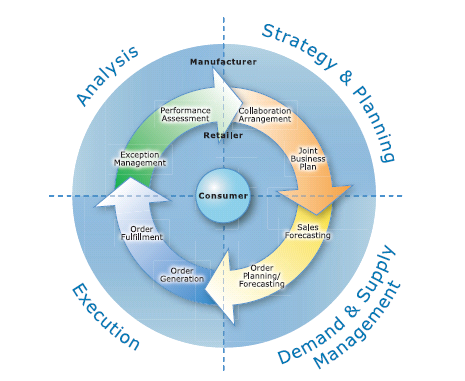 Strategy & Planning
Analysis
Manufacturer
Performance
Assessment
Collaboration
Arrangement
Retailer
Exception
Management
Joint
Business
Plan
Consumer
Order
Fulfillment
Sales
Forecasting
Order
Generation
Order
Planning/
Forecasting
Execution
Demand & Supply
Management